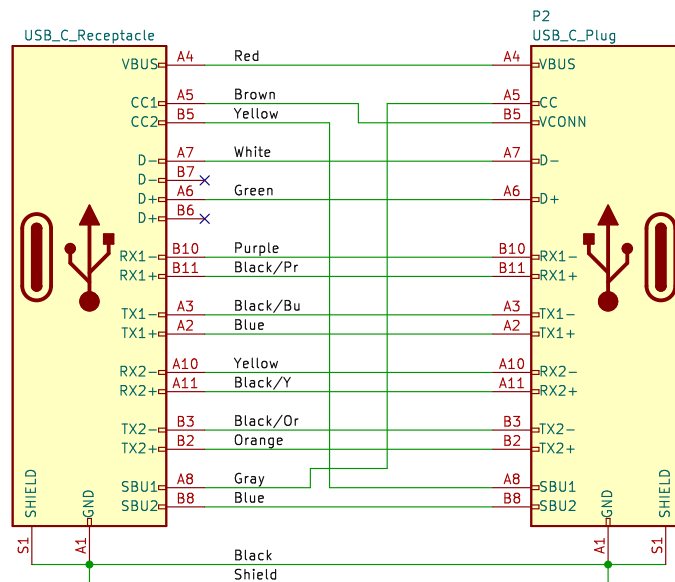 P2
USB_C_Receptacle USB_C_Plug
VBUS A4 Red A4 VBUS
CC1 A5 Brown A5 CC
CC2 B5 Yellow B5 VCONN
D- A7 White A7 D-
D- B7
D+ A6 Green A6 D+
D+ B6
RX1- B10 Purple B10 RX1-
RX1+ B11 Black/Pr B11 RX1+
TX1- A3 Black/Bu A3 TX1-
TX1+ A2 Blue A2 TX1+
RX2- A10 Yellow A10 RX2-
RX2+ A11 Black/Y A11 RX2+
TX2- B3 Black/Or B3 TX2-
TX2+ B2 Orange B2 TX2+
SBU1 A8 Gray A8 SBU1
SBU2 B8 Blue B8 SBU2
SHIELD GND GND SHIELD
S1 A1 A1 S1
Black
Shield